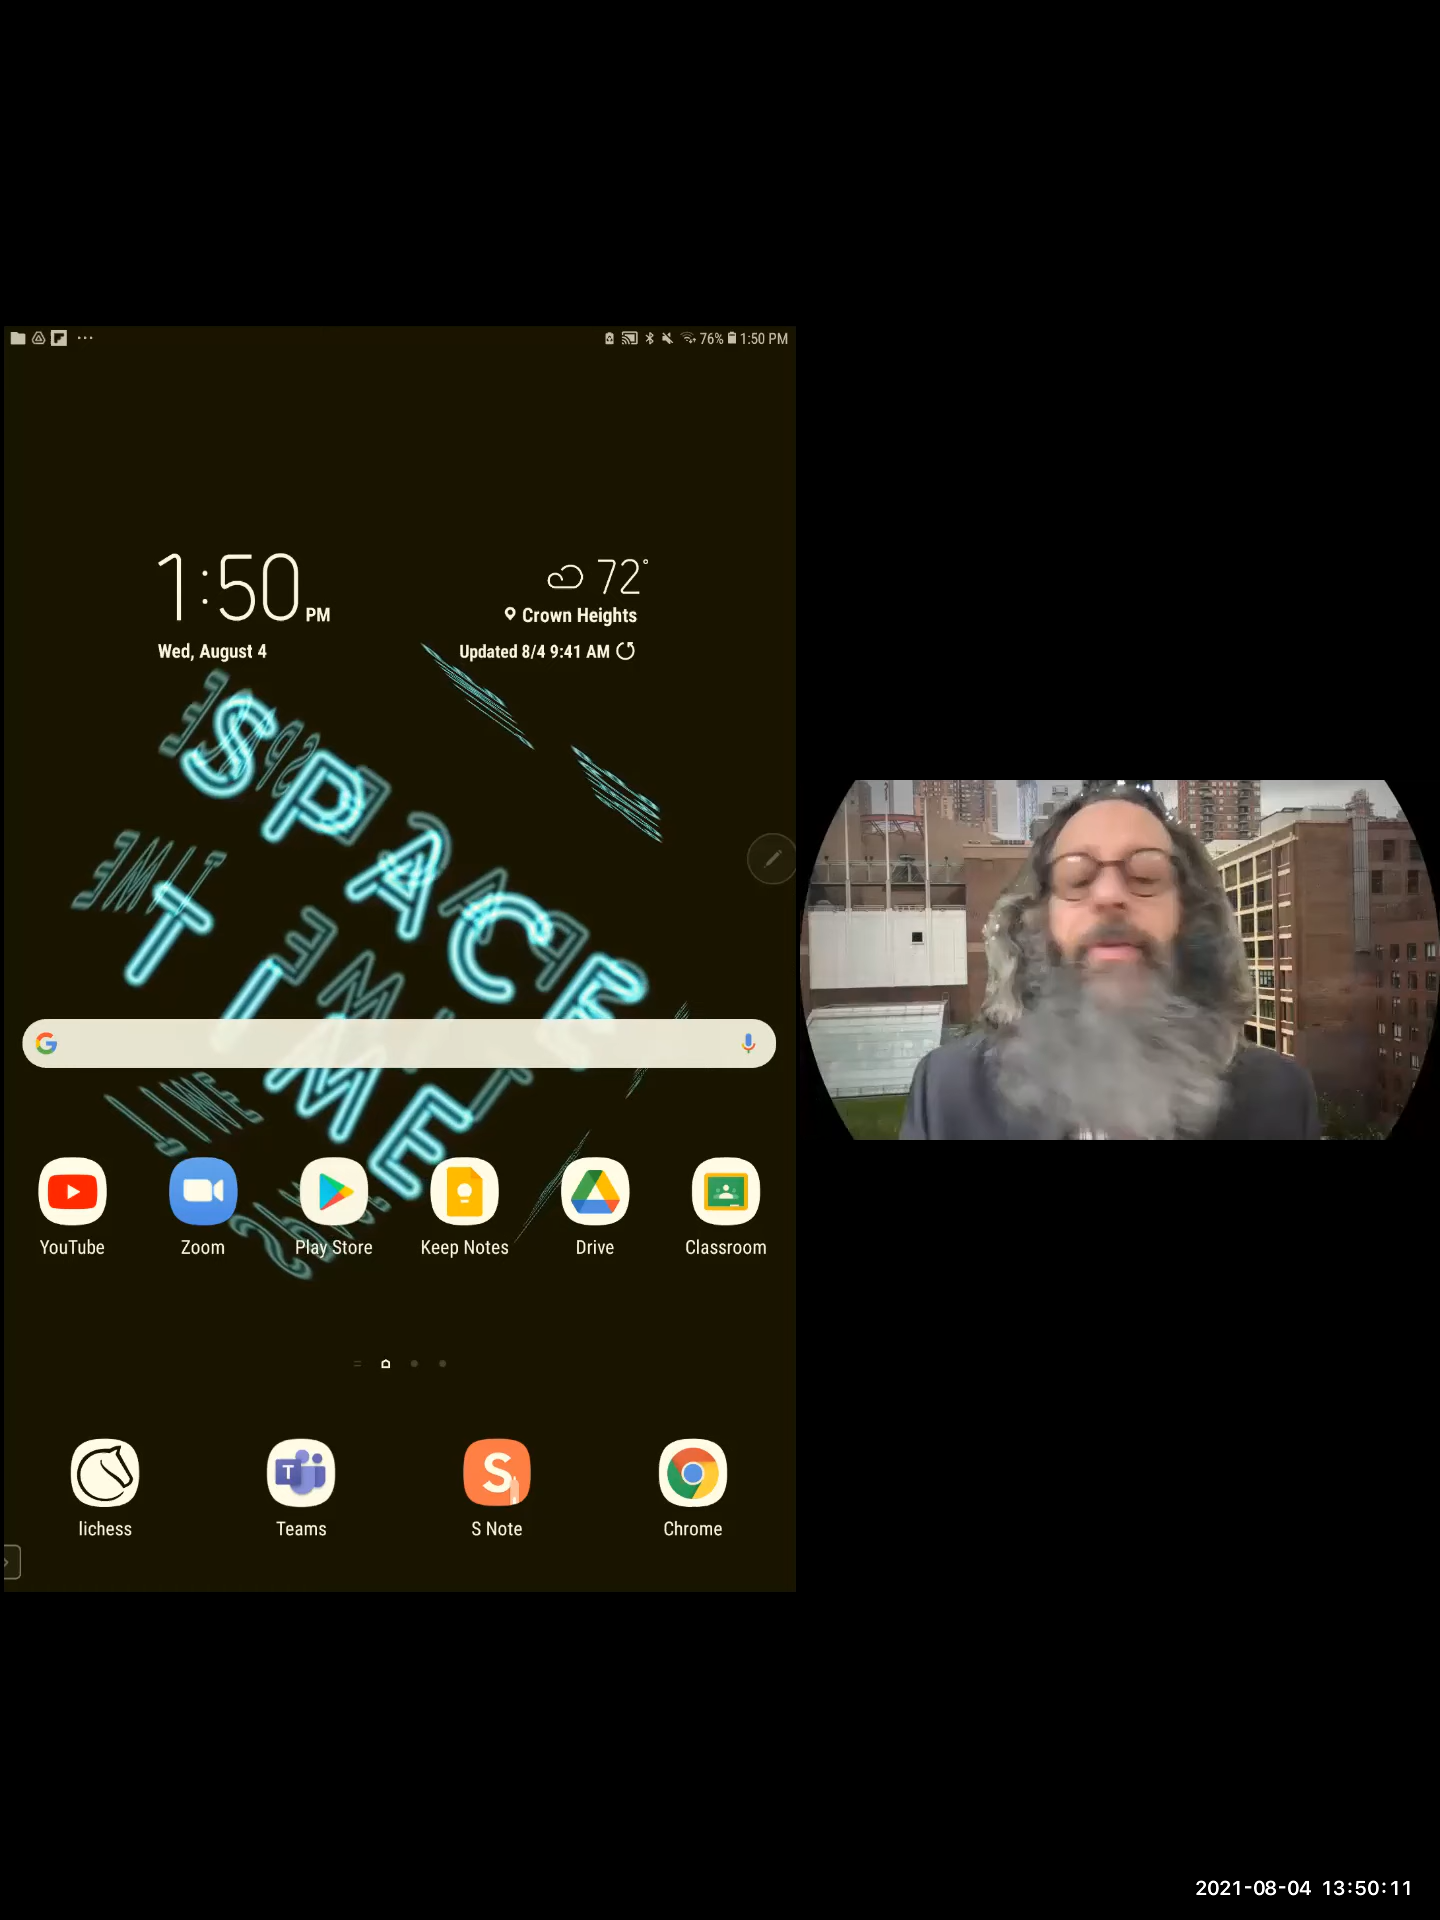 76% 1:50 PM
1:50 PM
72°
Crown Heights
Wed, August 4
Updated 8/4 9:41 AM
SPACE
TIME
YouTube
Zoom
Play Store
Keep Notes
Drive
Classroom
lichess
Teams
S Note
Chrome
2021-08-04 13:50:11